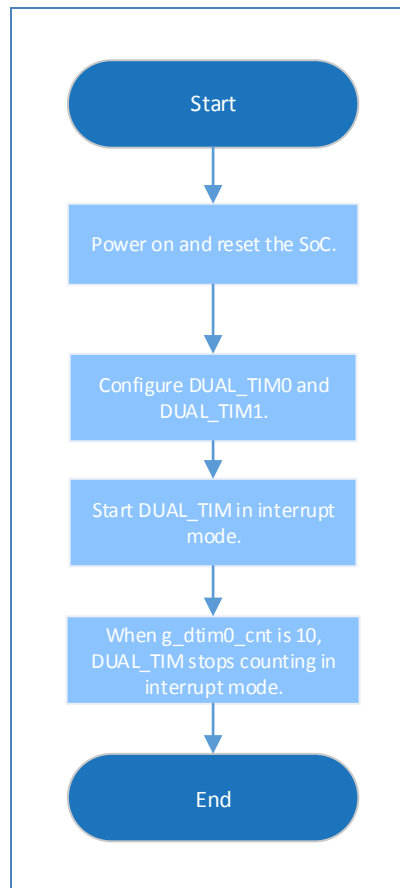 Start
Power on and reset the SoC.
Configure DUAL_TIM0 and
DUAL_TIM1.
Start DUAL_TIM in interrupt
mode.
When g_dtim0_cnt is 10,
DUAL_TIM stops counting in
interrupt mode.
End